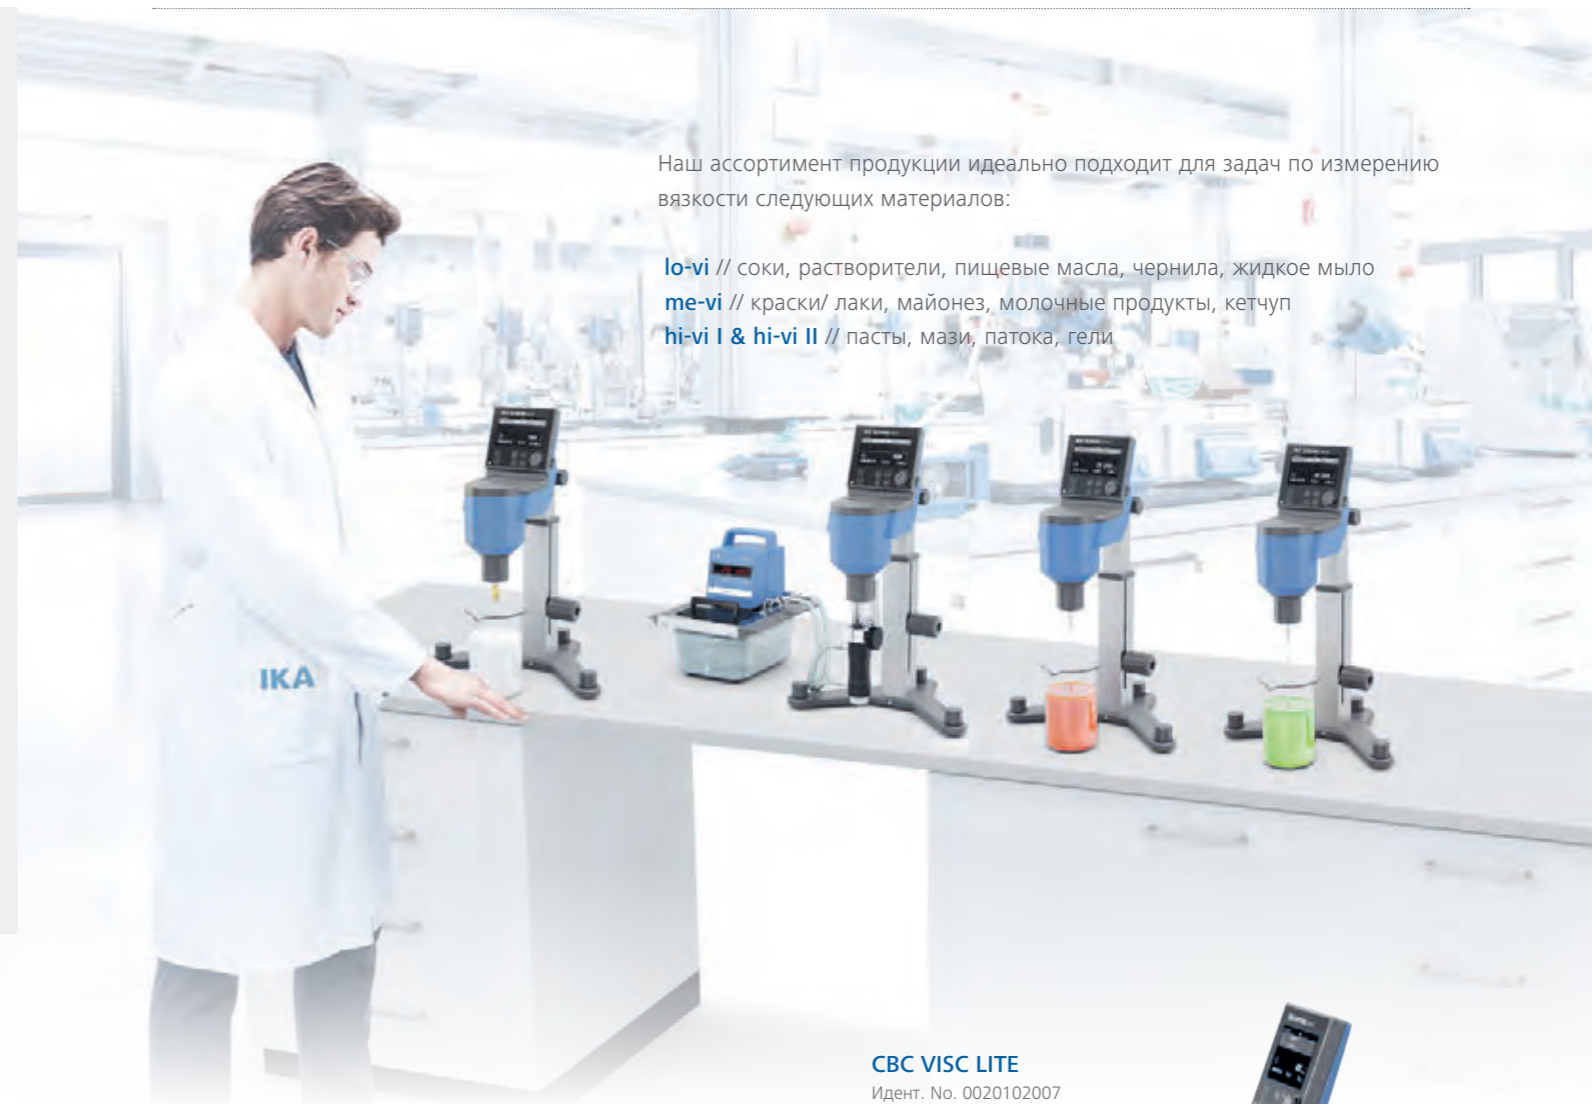 Наш ассортимент продукции идеально подходит для задач по измерению
вязкости следующих материалов:
lo-vi // соки, растворители, пищевые масла, чернила, жидкое мыло
me-vi // краски/ лаки, майонез, молочные продукты, кетчуп
hi-vi I & hi-vi II // пасты, мази, патока, гели
IKA
CBC VISC LITE
Идент. No. 0020102007